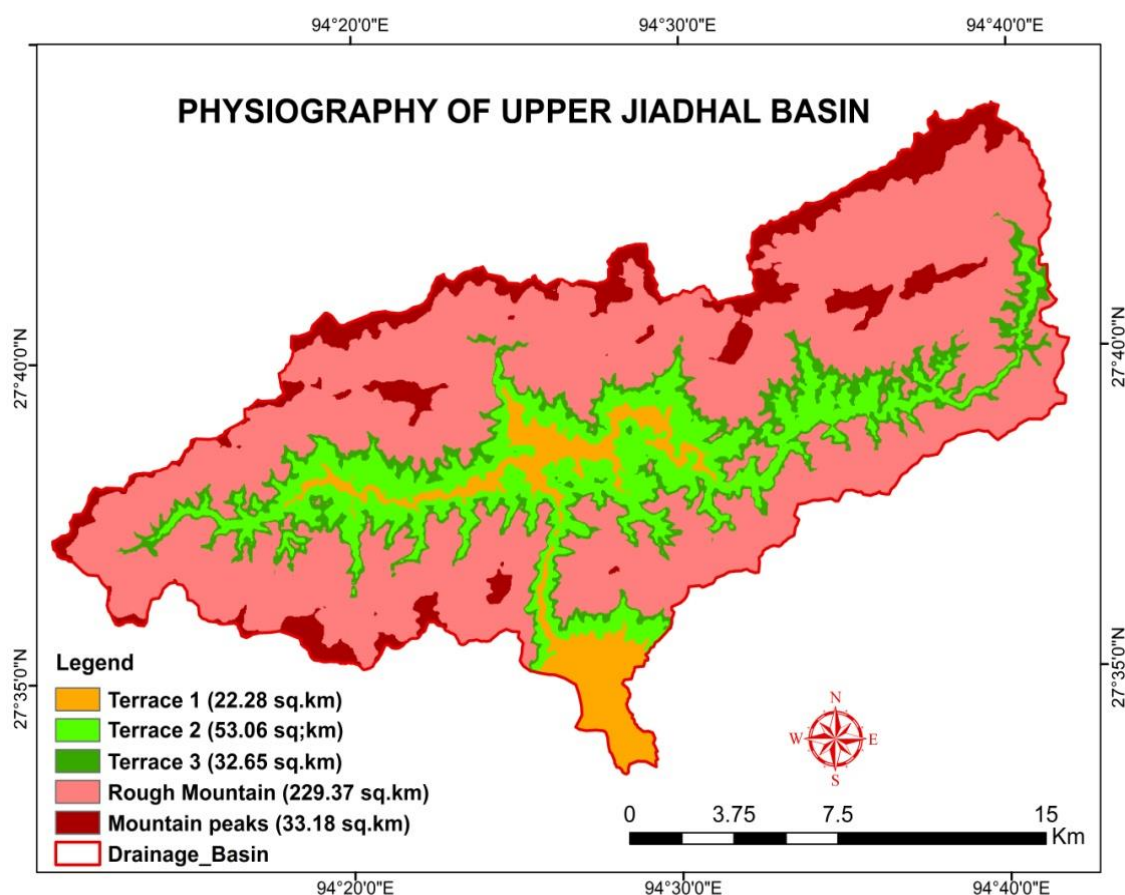 94°20'0"E 94°30'0"E 94°40'0"E
PHYSIOGRAPHY OF UPPER JIADHAL BASIN
27°40'0"N
27°40'0"N
27°35'0"N
27°35'0"N
Legend
Terrace 1 (22.28 sq.km)
Terrace 2 (53.06 sq;km)
Terrace 3 (32.65 sq.km)
Rough Mountain (229.37 sq.km)
Mountain peaks (33.18 sq.km)
Drainage_Basin
N
W E
S
0 3.75 7.5 15
Km
94°20'0"E 94°30'0"E 94°40'0"E